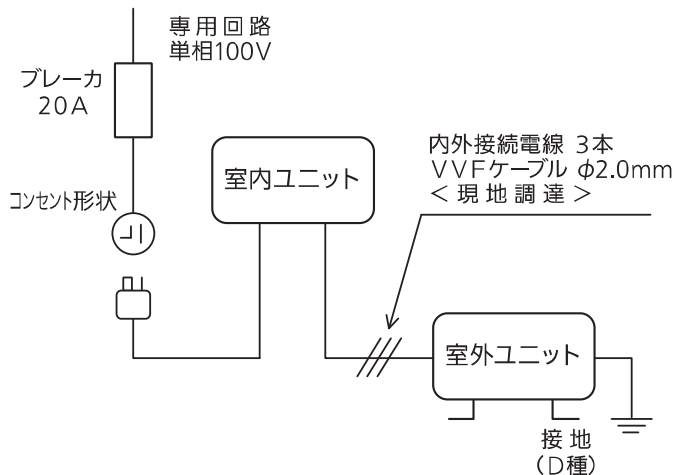 専用回路
単相100V
ブレーカ
20A
コンセント形状
室内ユニット
内外接続電線 3本
VVFケーブル φ2.0mm
＜現地調達＞
室外ユニット
接地
（D種）